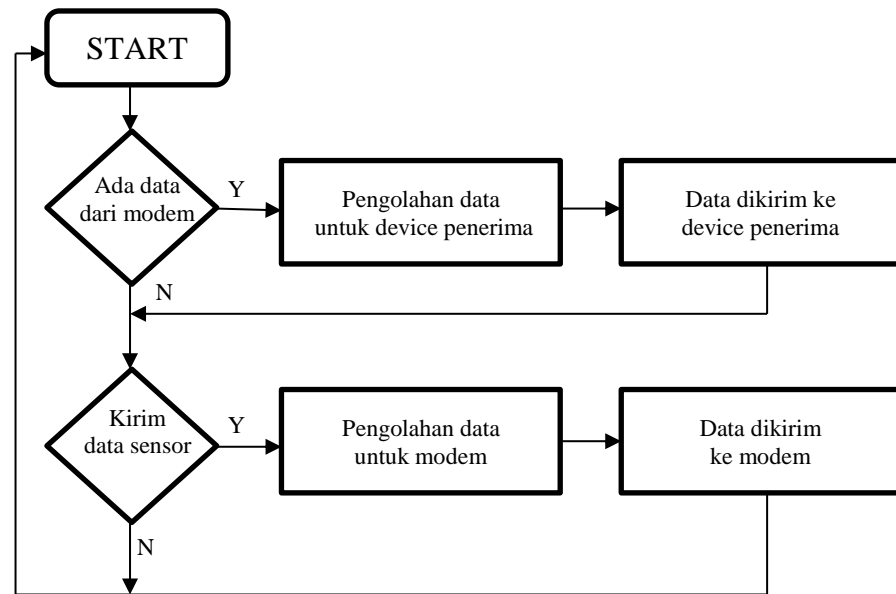 START
Ada data
dari modem
Y
Pengolahan data
untuk device penerima
Data dikirim ke
device penerima
N
Kirim
data sensor
Y
Pengolahan data
untuk modem
Data dikirim
ke modem
N